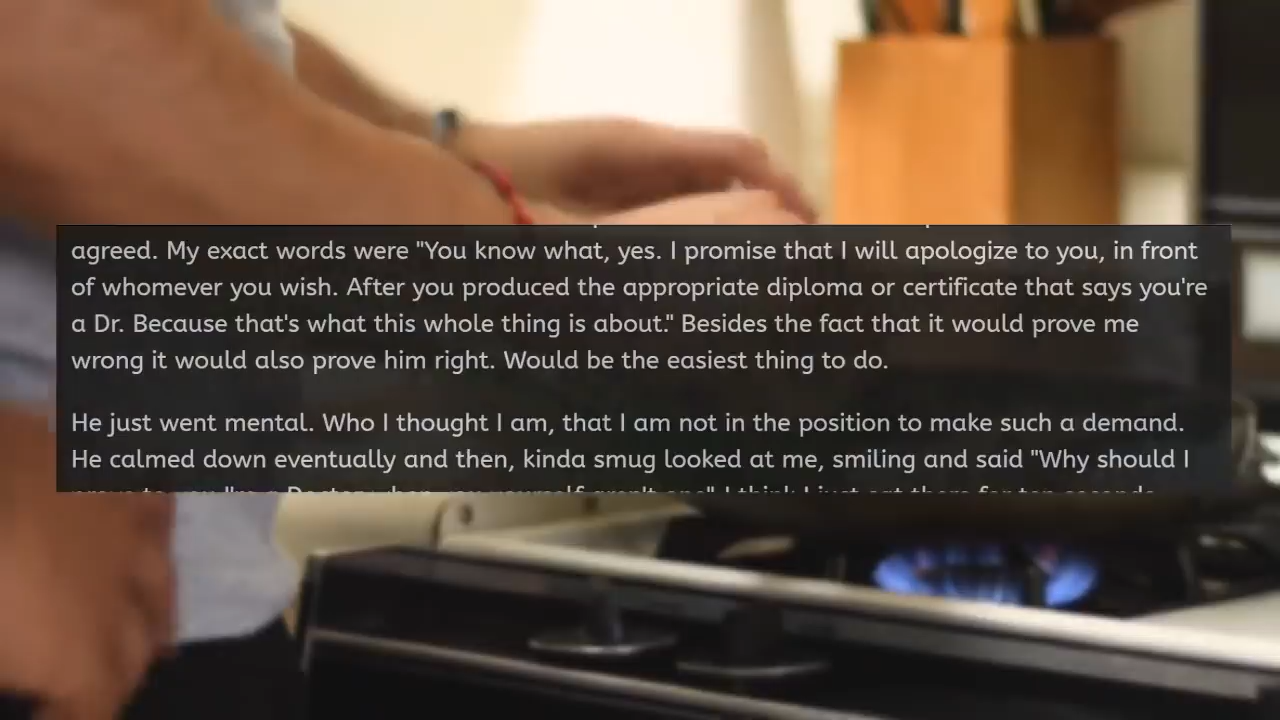 agreed. My exact words were "You know what, yes. I promise that I will apologize to you, in front
of whomever you wish. After you produced the appropriate diploma or certificate that says you're
a Dr. Because that's what this whole thing is about." Besides the fact that it would prove me
wrong it would also prove him right. Would be the easiest thing to do.
He just went mental. Who I thought I am, that I am not in the position to make such a demand.
He calmed down eventually and then, kinda smug looked at me, smiling and said "Why should I